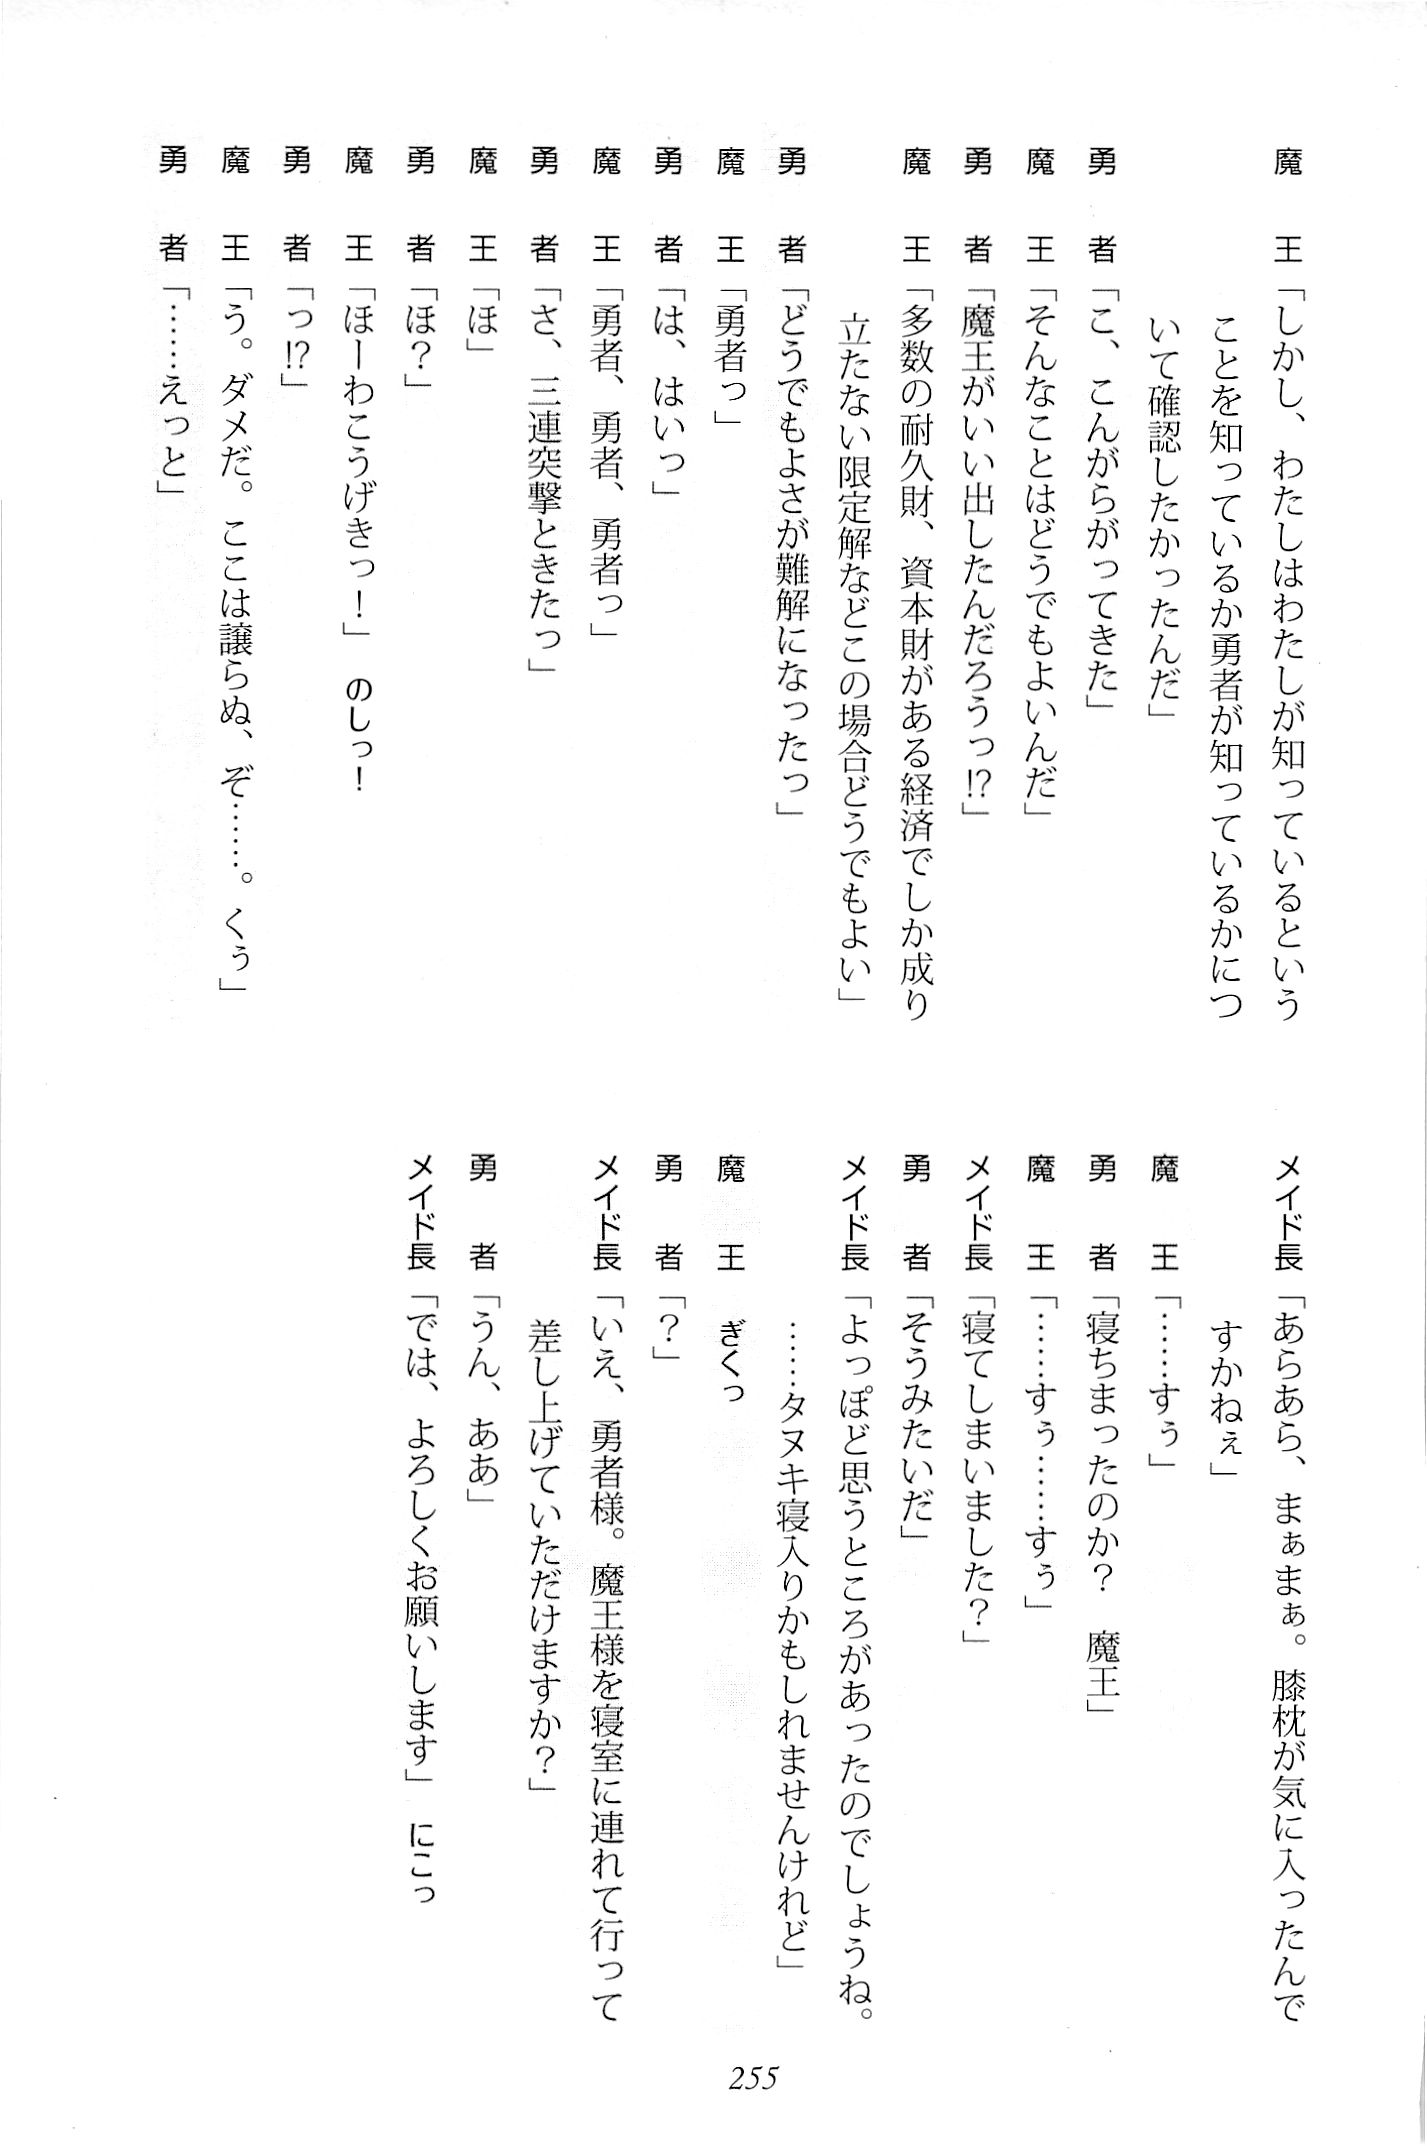 魔　王「しかし、わたしはわたしが知っているという
ことを知っているか勇者が知っているかにつ
いて確認したかったんだ」
勇　者「こ、こんがらがってきた」
魔　王「そんなことはどうでもよいんだ」
勇　者「魔王がいい出したんだろうっ!?」
魔　王「多数の耐久財、資本財がある経済でしか成り
立たない限定解などこの場合どうでもよい」
勇　者「どうでもよさが難解になったっ」
魔　王「勇者っ」
勇　者「は、はいっ」
魔　王「勇者、勇者、勇者っ」
勇　者「さ、三連突撃ときたっ」
魔　王「ほ」
勇　者「ほ？」
魔　王「ほーわこうげきっ！」　のしっ！
勇　者「っ!?」
魔　王「う。ダメだ。ここは譲らぬ、ぞ……。くぅ」
勇　者「……えっと」
メイド長「あらあら、まぁまぁ。膝枕が気に入ったんで
すかねぇ」
魔　王「……すぅ」
勇　者「寝ちまったのか？　魔王」
魔　王「……すぅ……すぅ」
メイド長「寝てしまいました？」
勇　者「そうみたいだ」
メイド長「よっぽど思うところがあったのでしょうね。
……タヌキ寝入りかもしれませんけれど」
魔　王　ぎくっ
勇　者「？」
メイド長「いえ、勇者様。魔王様を寝室に連れて行って
差し上げていただけますか？」
勇　者「うん、ああ」
メイド長「では、よろしくお願いします」　にこっ
255